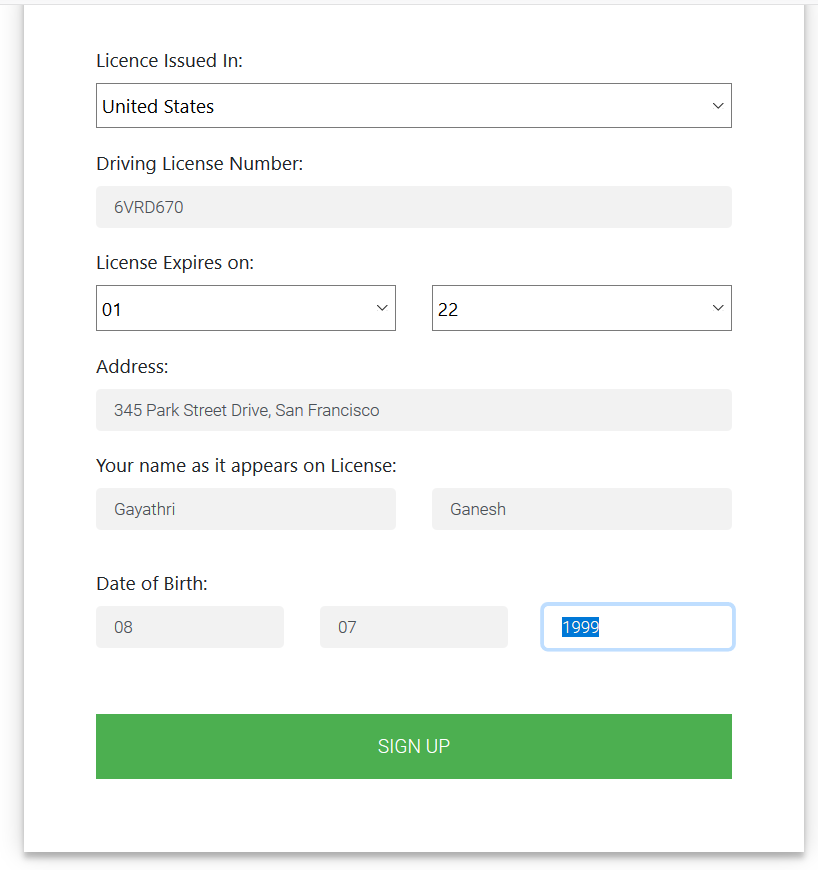 Licence Issued In:
United States
Driving License Number:
6VRD670
License Expires on:
01 22
Address:
345 Park Street Drive, San Francisco
Your name as it appears on License:
Gayathri Ganesh
Date of Birth:
08 07 1999
SIGN UP